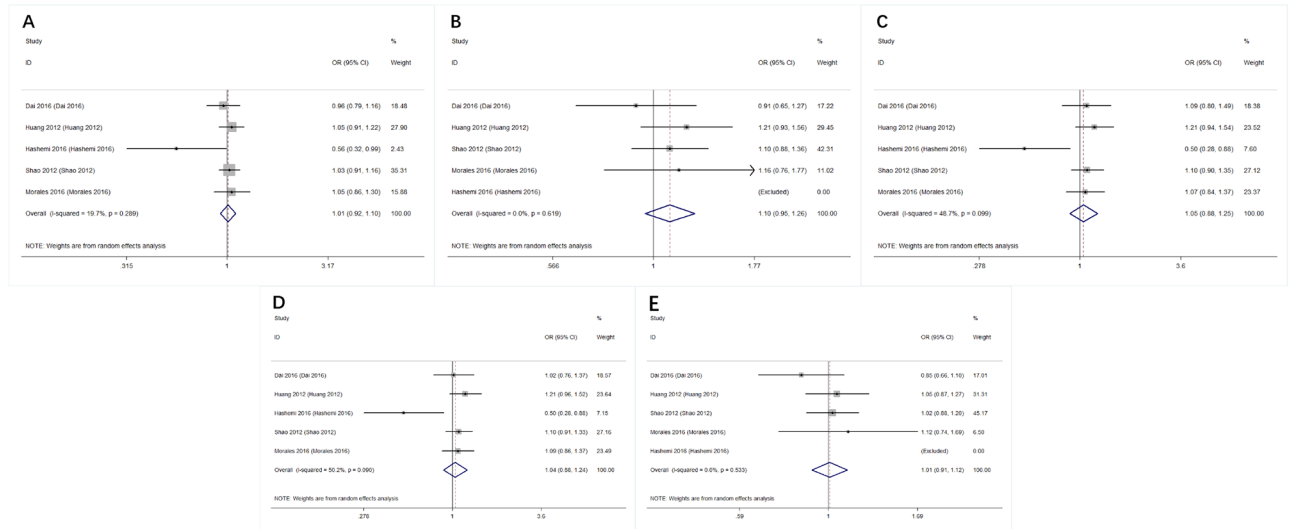 A
Study %
ID OR (95% CI) Weight
Dai 2016 (Dai 2016) 0.96 (0.79, 1.16) 18.48
Huang 2012 (Huang 2012) 1.05 (0.91, 1.22) 27.90
Hashemi 2016 (Hashemi 2016) 0.56 (0.32, 0.99) 2.43
Shao 2012 (Shao 2012) 1.03 (0.91, 1.16) 35.31
Morales 2016 (Morales 2016) 1.05 (0.86, 1.30) 15.88
Overall (I-squared = 19.7%, p = 0.289) 1.01 (0.92, 1.10) 100.00
NOTE: Weights are from random effects analysis
.315 1 3.17
B
Study %
ID OR (95% CI) Weight
Dai 2016 (Dai 2016) 0.91 (0.65, 1.27) 17.22
Huang 2012 (Huang 2012) 1.21 (0.93, 1.56) 29.45
Shao 2012 (Shao 2012) 1.10 (0.88, 1.36) 42.31
Morales 2016 (Morales 2016) 1.16 (0.76, 1.77) 11.02
Hashemi 2016 (Hashemi 2016) (Excluded) 0.00
Overall (I-squared = 0.0%, p = 0.619) 1.10 (0.95, 1.26) 100.00
NOTE: Weights are from random effects analysis
.566 1 1.77
C
Study %
ID OR (95% CI) Weight
Dai 2016 (Dai 2016) 1.09 (0.80, 1.49) 18.38
Huang 2012 (Huang 2012) 1.21 (0.94, 1.54) 23.52
Hashemi 2016 (Hashemi 2016) 0.50 (0.28, 0.88) 7.60
Shao 2012 (Shao 2012) 1.10 (0.90, 1.35) 27.12
Morales 2016 (Morales 2016) 1.07 (0.84, 1.37) 23.37
Overall (I-squared = 48.7%, p = 0.099) 1.05 (0.88, 1.25) 100.00
NOTE: Weights are from random effects analysis
.278 1 3.6
D
Study %
ID OR (95% CI) Weight
Dai 2016 (Dai 2016) 1.02 (0.76, 1.37) 18.57
Huang 2012 (Huang 2012) 1.21 (0.96, 1.52) 23.64
Hashemi 2016 (Hashemi 2016) 0.50 (0.28, 0.88) 7.15
Shao 2012 (Shao 2012) 1.10 (0.91, 1.33) 27.16
Morales 2016 (Morales 2016) 1.09 (0.86, 1.37) 23.49
Overall (I-squared = 50.2%, p = 0.090) 1.04 (0.88, 1.24) 100.00
NOTE: Weights are from random effects analysis
.278 1 3.6
E
Study %
ID OR (95% CI) Weight
Dai 2016 (Dai 2016) 0.85 (0.66, 1.10) 17.01
Huang 2012 (Huang 2012) 1.05 (0.87, 1.27) 31.31
Shao 2012 (Shao 2012) 1.02 (0.88, 1.20) 45.17
Morales 2016 (Morales 2016) 1.12 (0.74, 1.69) 6.50
Hashemi 2016 (Hashemi 2016) (Excluded) 0.00
Overall (I-squared = 0.0%, p = 0.533) 1.01 (0.91, 1.12) 100.00
NOTE: Weights are from random effects analysis
.59 1 1.69